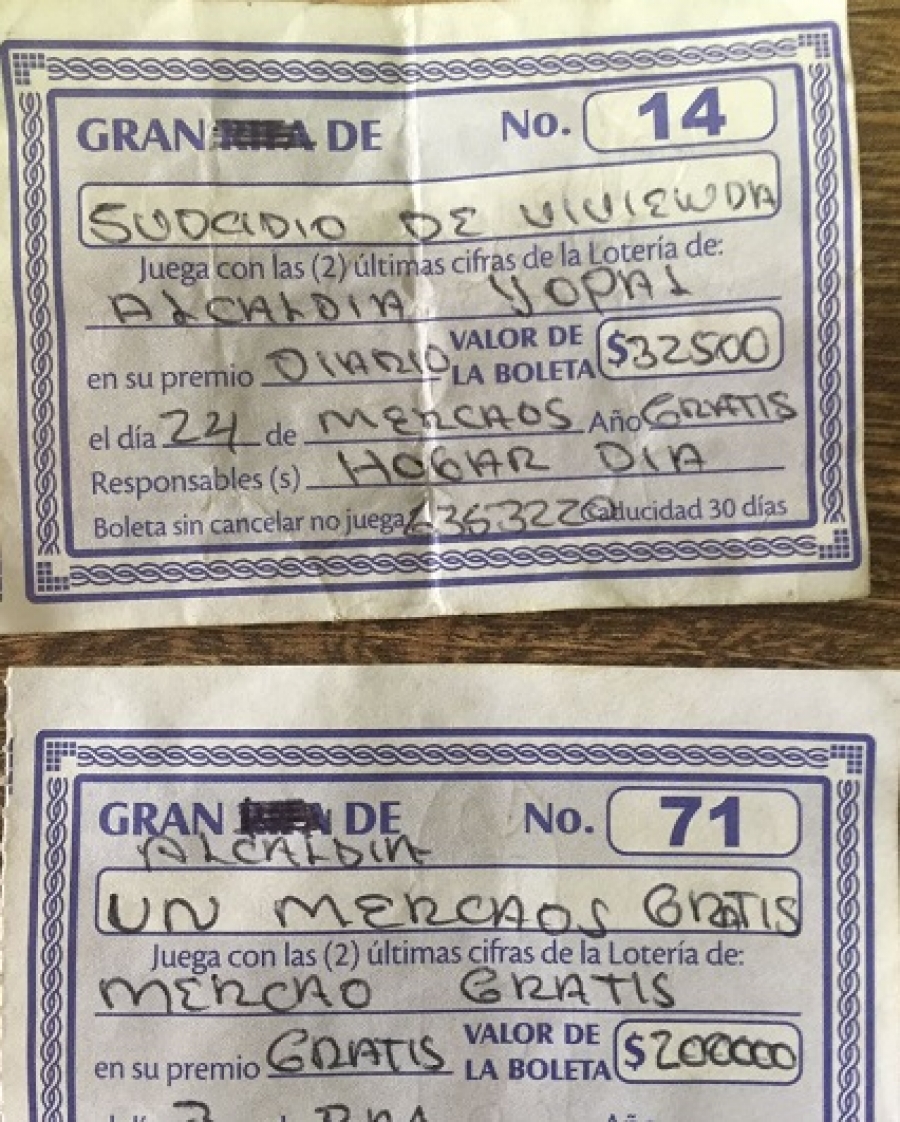 GRAN RIFA DE No. 14
SUDCIDIO DE VIVIEWDA
Juega con las (2) últimas cifras de la Lotería de:
ALCALDIA YOPAL
en su premio DIARIO VALOR DE LA BOLETA $32500
el día 24 de MERCAOS Año GRATIS
Responsables (s) HOGAR DIA
Boleta sin cancelar no juega Caducidad 30 días
GRAN DE No. 71
ALCALDIA
UN MERCAOS GRATIS
Juega con las (2) últimas cifras de la Lotería de:
MERCAO GRATIS
en su premio GRATIS VALOR DE LA BOLETA $200000